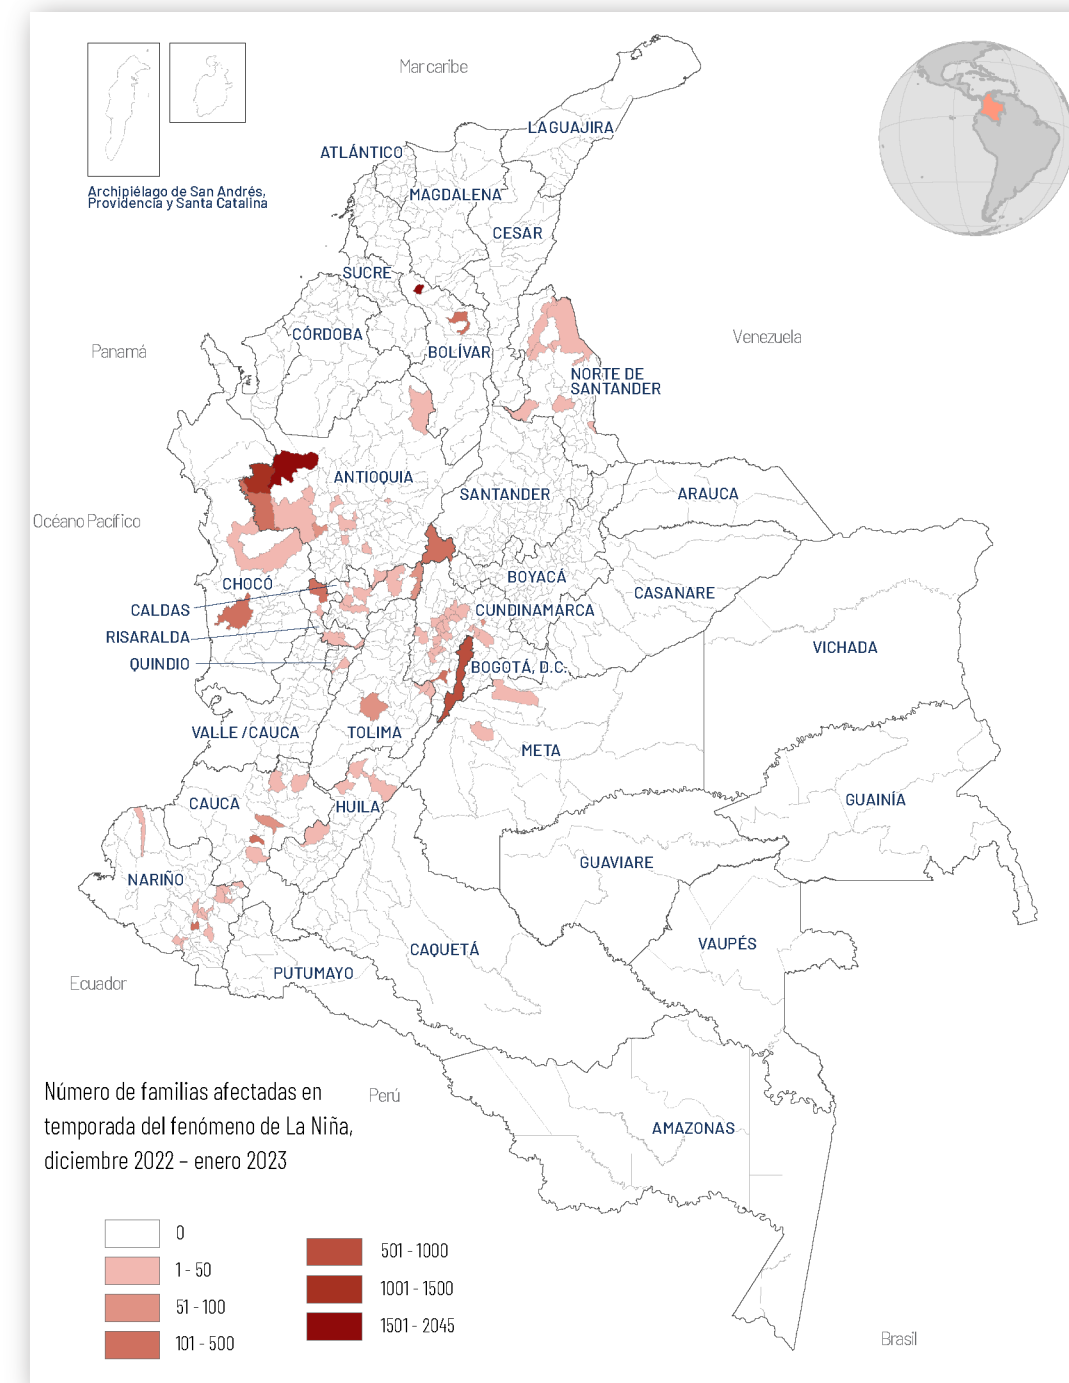 Mar caribe
LA GUAJIRA
ATLÁNTICO
Archipiélago de San Andrés,
Providencia y Santa Catalina
MAGDALENA
CESAR
SUCRE
CÓRDOBA
Venezuela
Panamá
BOLÍVAR
NORTE DE
SANTANDER
ANTIOQUIA
SANTANDER
ARAUCA
Océano Pacífico
CHOCÓ
BOYACÁ
CASANARE
CALDAS
CUNDINAMARCA
RISARALDA
VICHADA
QUINDIO
BOGOTÁ, D.C.
VALLE /CAUCA
TOLIMA
META
CAUCA
HUILA
GUAINÍA
GUAVIARE
NARIÑO
VAUPÉS
CAQUETÁ
PUTUMAYO
Ecuador
Perú
AMAZONAS
Número de familias afectadas en
temporada del fenómeno de La Niña,
diciembre 2022 – enero 2023
0
1 - 50
51 - 100
101 - 500
501 - 1000
1001 - 1500
1501 - 2045
Brasil